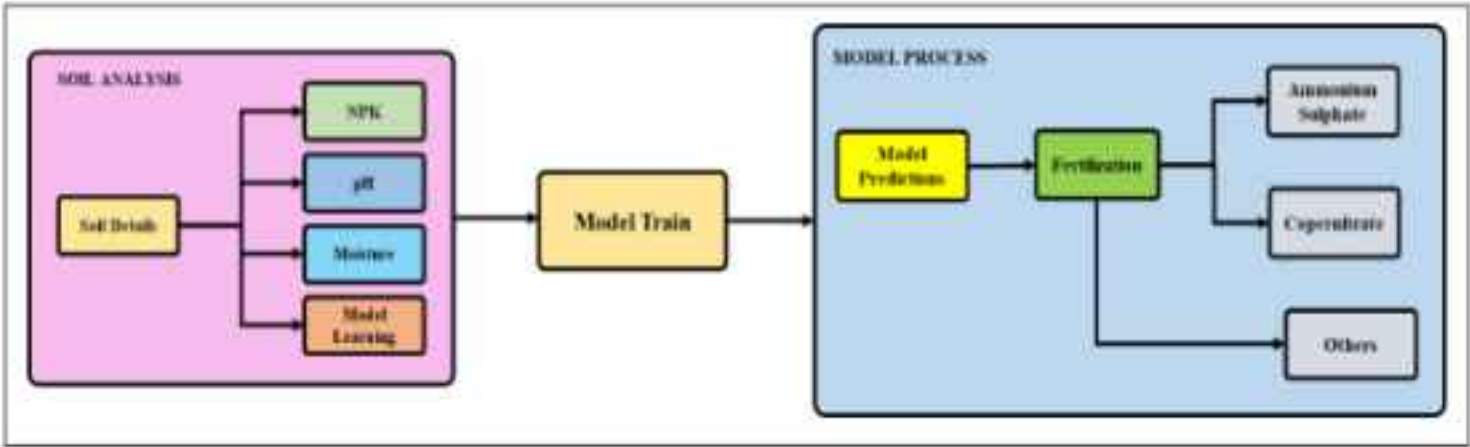 SOIL ANALYSIS
NPK
pH
Soil Details
Moisture
Model
Learning
Model Train
MODEL PROCESS
Model
Predictions
Fertilization
Ammonium
Sulphate
Others